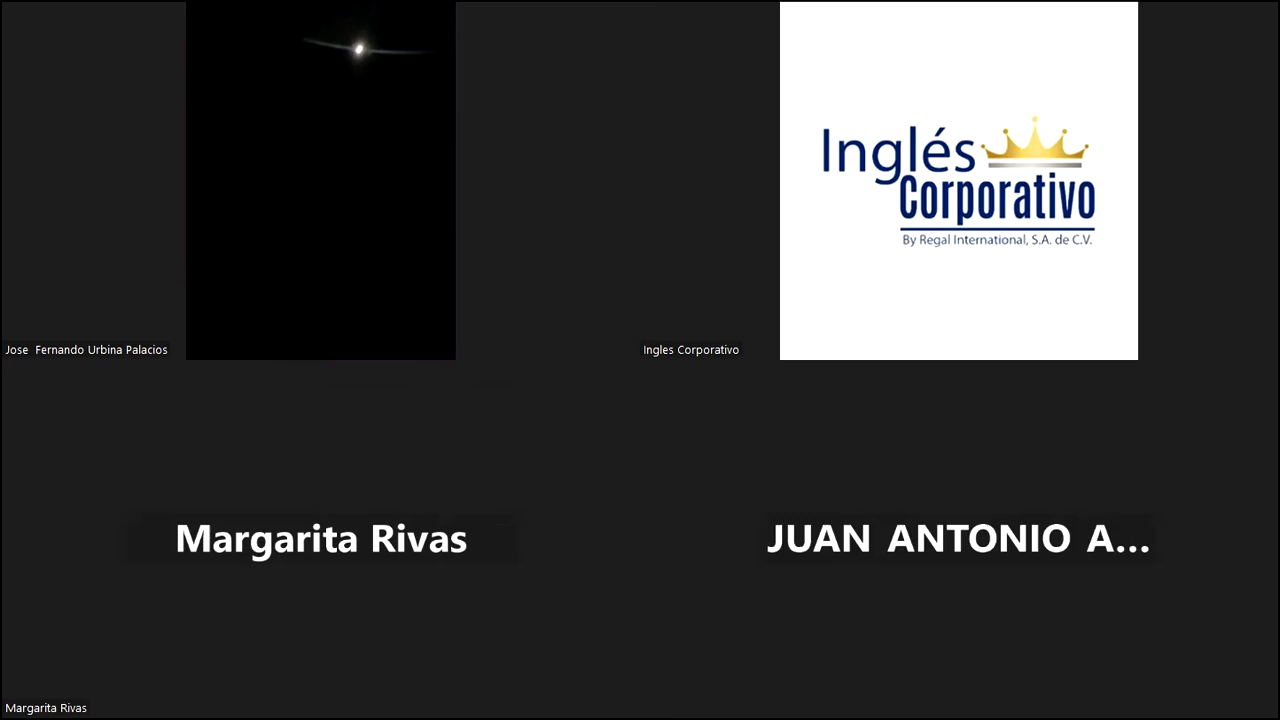 Inglés
Corporativo
By Regal International, S.A. de C.V.
Jose Fernando Urbina Palacios
Ingles Corporativo
Margarita Rivas
JUAN ANTONIO A...
Margarita Rivas